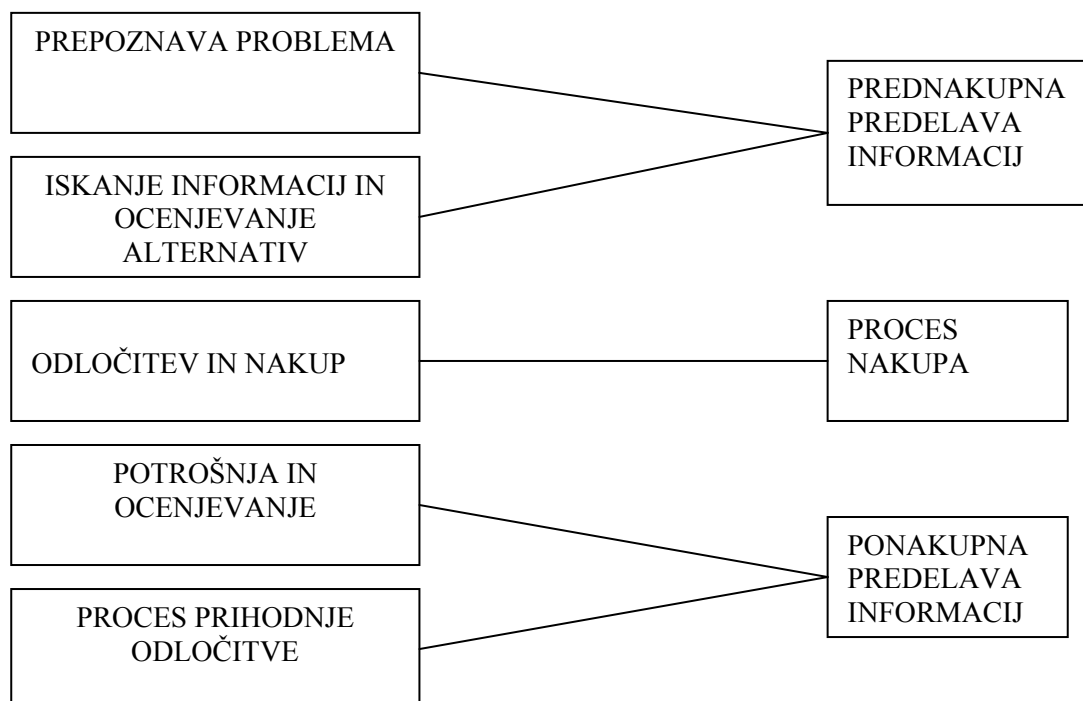 PREPOZNAVA PROBLEMA
ISKANJE INFORMACIJ IN
OCENJEVANJE
ALTERNATIV
ODLOČITEV IN NAKUP
POTROŠNJA IN
OCENJEVANJE
PROCES PRIHODNJE
ODLOČITVE
PREDNAKUPNA
PREDELAVA
INFORMACIJ
PROCES
NAKUPA
PONAKUPNA
PREDELAVA
INFORMACIJ